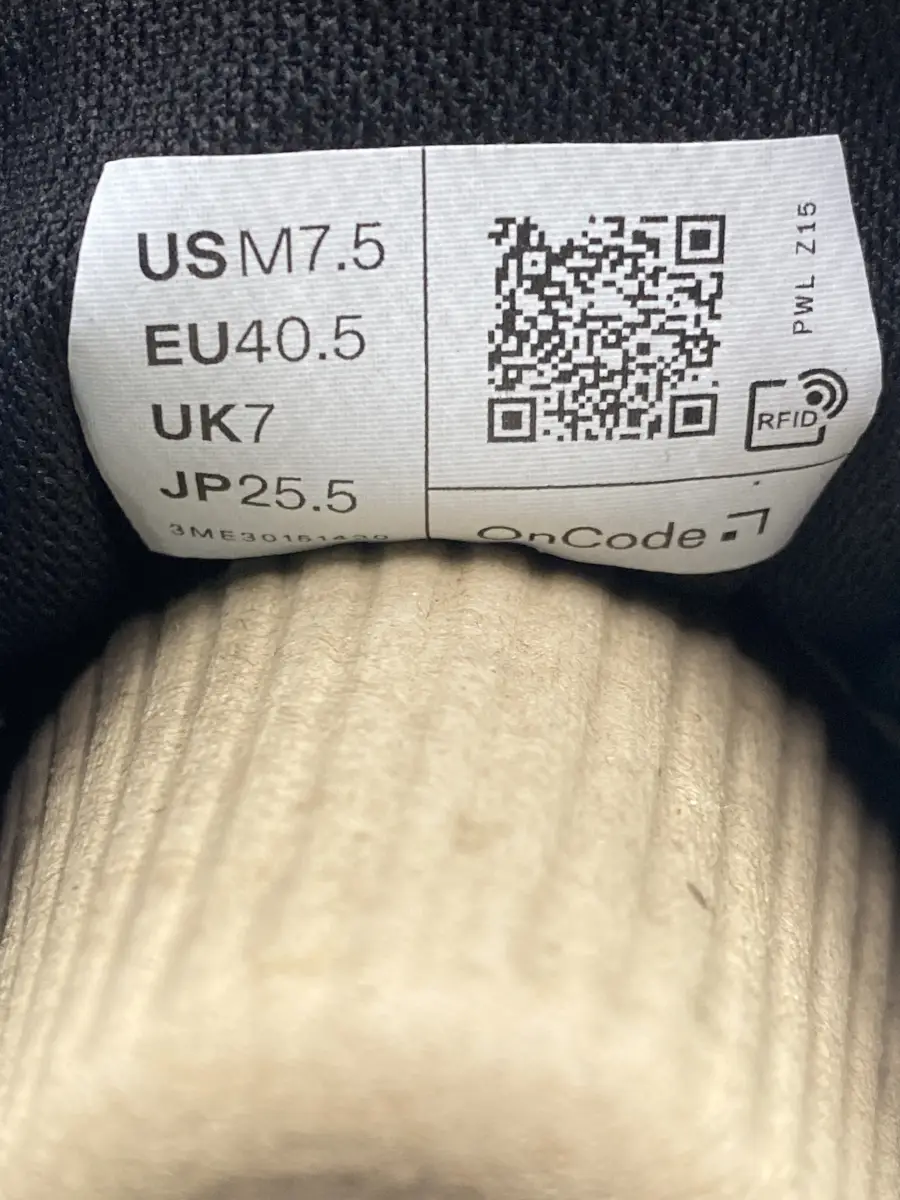 USM7.5
EU40.5
UK7
JP25.5
PWL Z15
RFID
OnCode